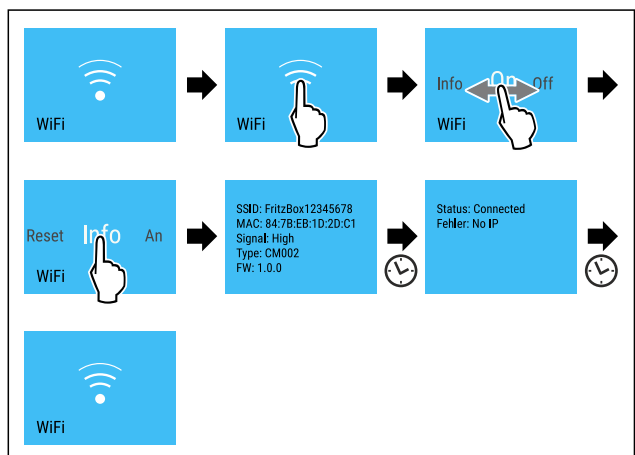 WiFi
WiFi
Info On Off
WiFi
Reset Info An
WiFi
SSID: FritzBox12345678
MAC: 84:7B:EB:1D:2D:C1
Signal: High
Type: CM002
FW: 1.0.0
Status: Connected
Fehler: No IP
WiFi